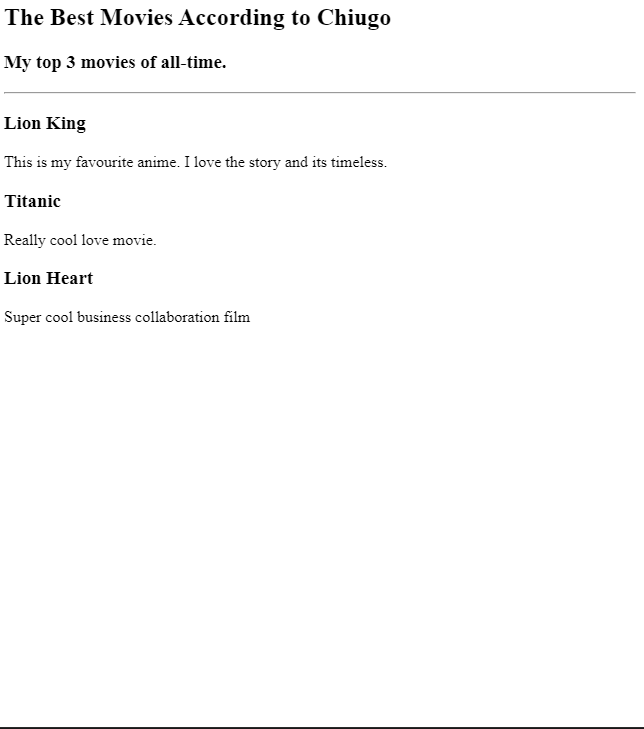 The Best Movies According to Chiugo
My top 3 movies of all-time.
Lion King
This is my favourite anime. I love the story and its timeless.
Titanic
Really cool love movie.
Lion Heart
Super cool business collaboration film